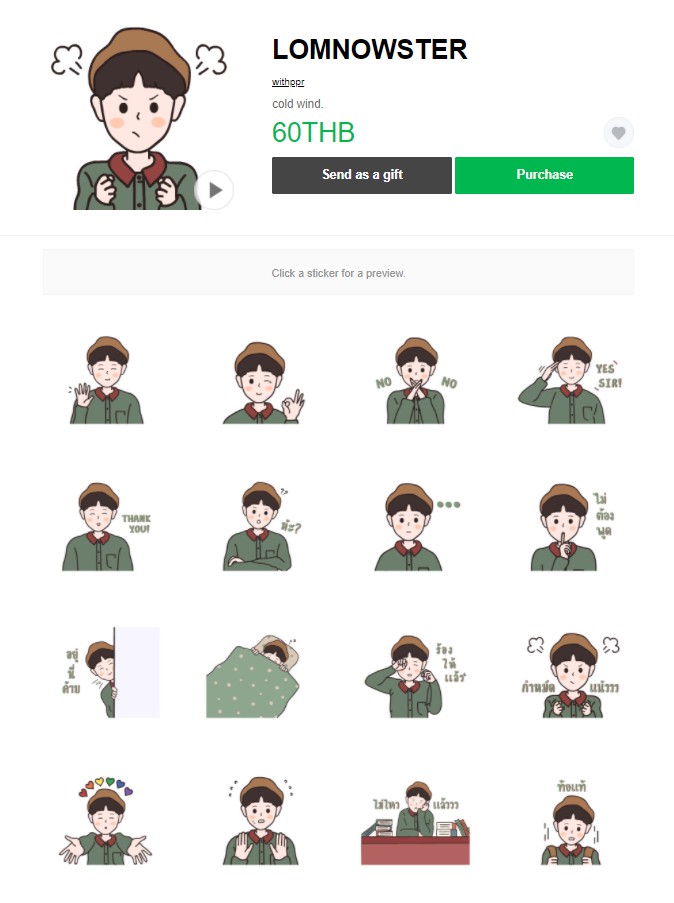 LOMNOWSTER
withppr
cold wind.
60THB
Send as a gift
Purchase
Click a sticker for a preview.
NO
NO
YES
SIR!
THANK
YOU!
ห้ะ?
ไม่
ต้อง
พูด
อยู่
นี่
ด้าย
ร้อง
ไห้
แล้ว
กำหมัด
แน้ววว
ไม่ไหว
แล้ววว
ท้อแท้